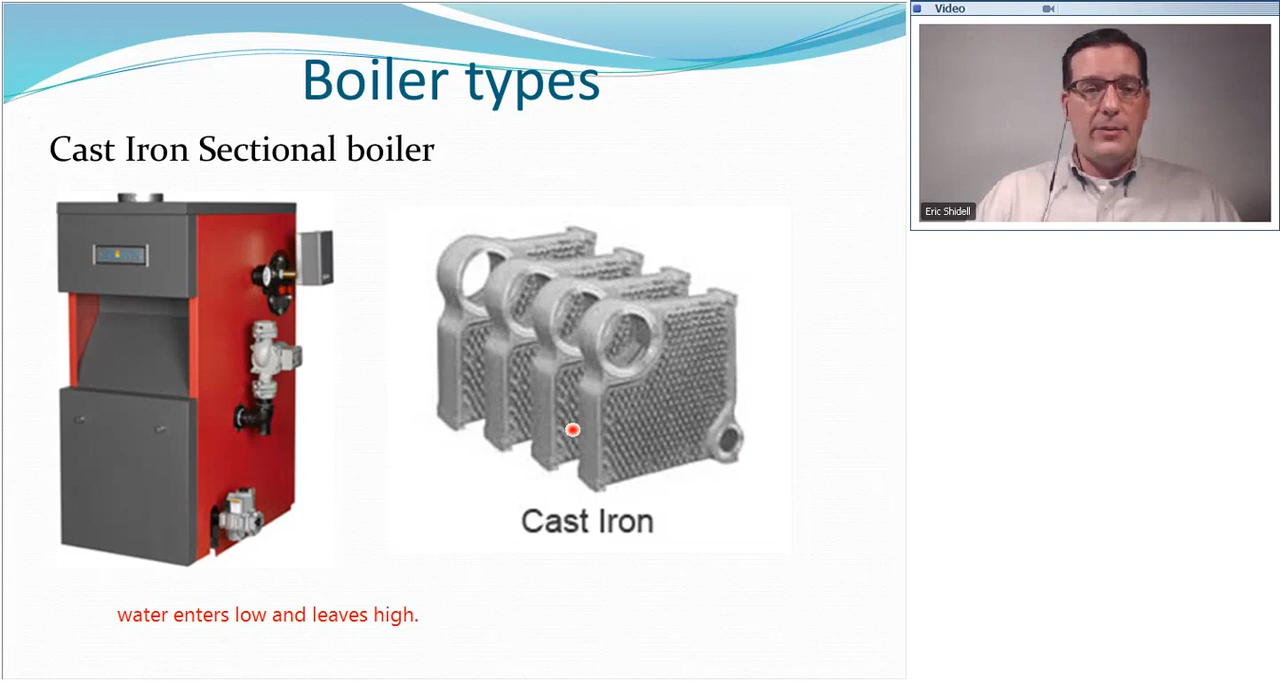 Boiler types
Cast Iron Sectional boiler
Cast Iron
water enters low and leaves high.
Video
Eric Shidell